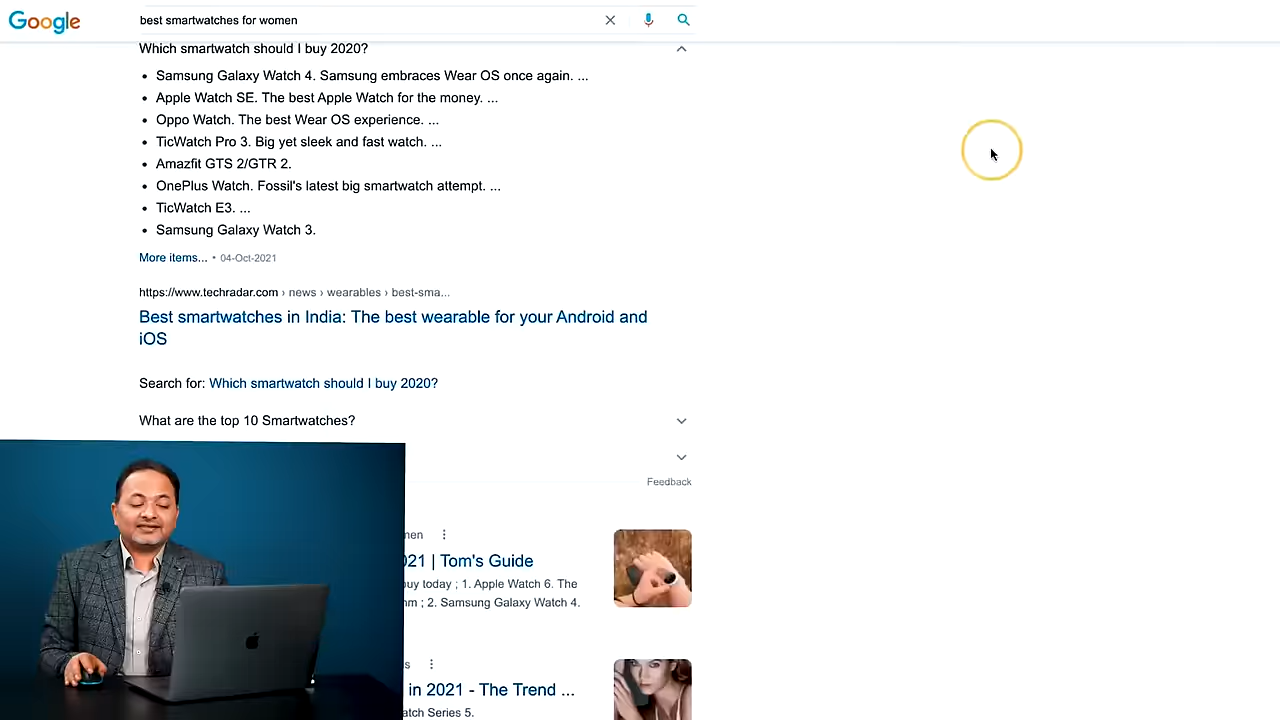 Google
best smartwatches for women
Which smartwatch should I buy 2020?
Samsung Galaxy Watch 4. Samsung embraces Wear OS once again. ...
Apple Watch SE. The best Apple Watch for the money. ...
Oppo Watch. The best Wear OS experience. ...
TicWatch Pro 3. Big yet sleek and fast watch. ...
Amazfit GTS 2/GTR 2.
OnePlus Watch. Fossil's latest big smartwatch attempt. ...
TicWatch E3. ...
Samsung Galaxy Watch 3.
More items... • 04-Oct-2021
https://www.techradar.com › news › wearables › best-sma...
Best smartwatches in India: The best wearable for your Android and
iOS
Search for: Which smartwatch should I buy 2020?
What are the top 10 Smartwatches?
Feedback
men
021 | Tom's Guide
buy today ; 1. Apple Watch 6. The
; 2. Samsung Galaxy Watch 4.
in 2021 - The Trend ...
atch Series 5.